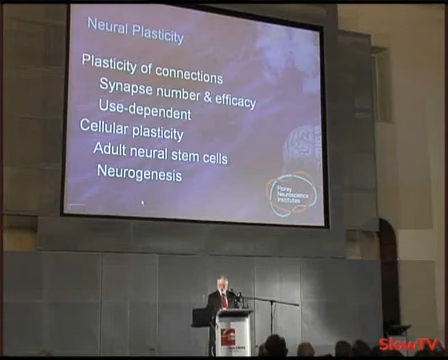 Neural Plasticity
Plasticity of connections
Synapse number & efficacy
Use-dependent
Cellular plasticity
Adult neural stem cells
Neurogenesis
Florey
Neuroscience
Institutes
SlowTV